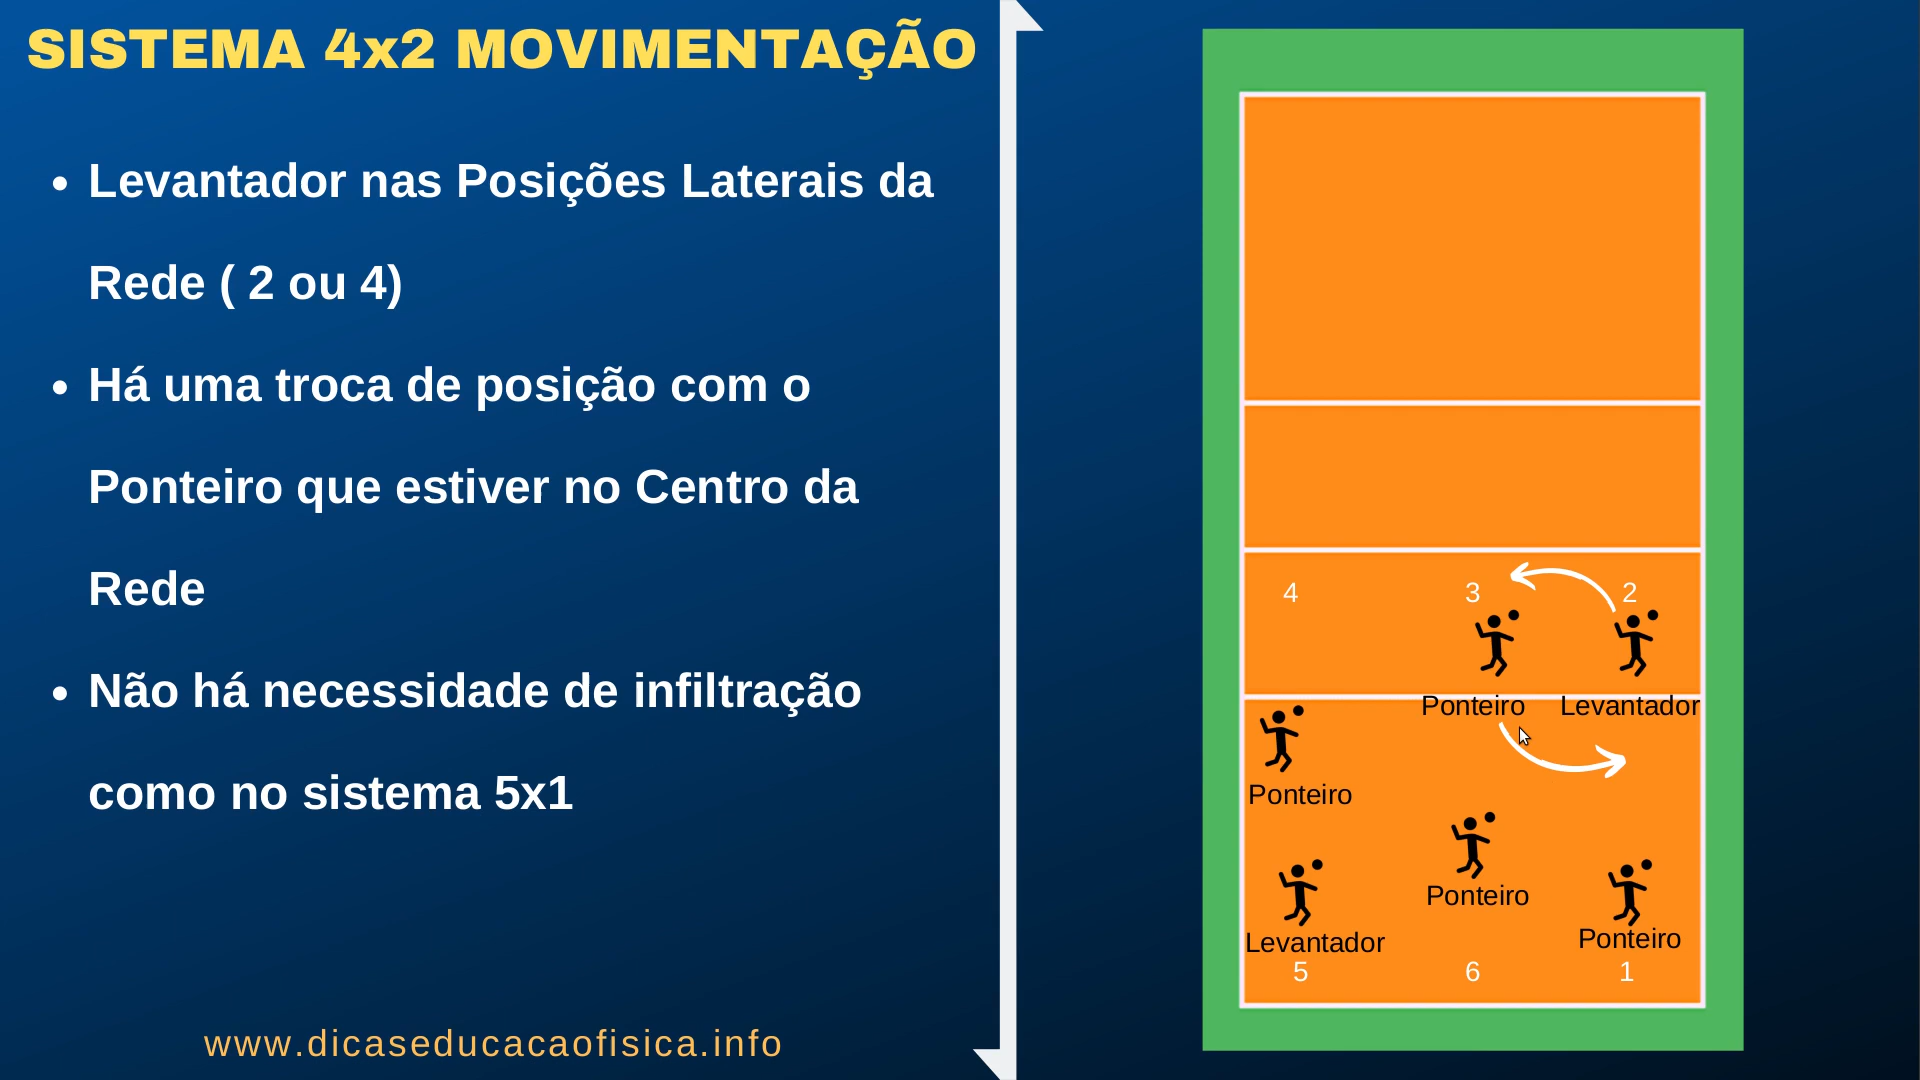 SISTEMA 4x2 MOVIMENTAÇÃO
• Levantador nas Posições Laterais da
Rede ( 2 ou 4)
• Há uma troca de posição com o
Ponteiro que estiver no Centro da
Rede
• Não há necessidade de infiltração
como no sistema 5x1
www.dicaseducacaofisica.info
4 3 2
Ponteiro Levantador
Ponteiro
Ponteiro
Levantador Ponteiro
5 6 1